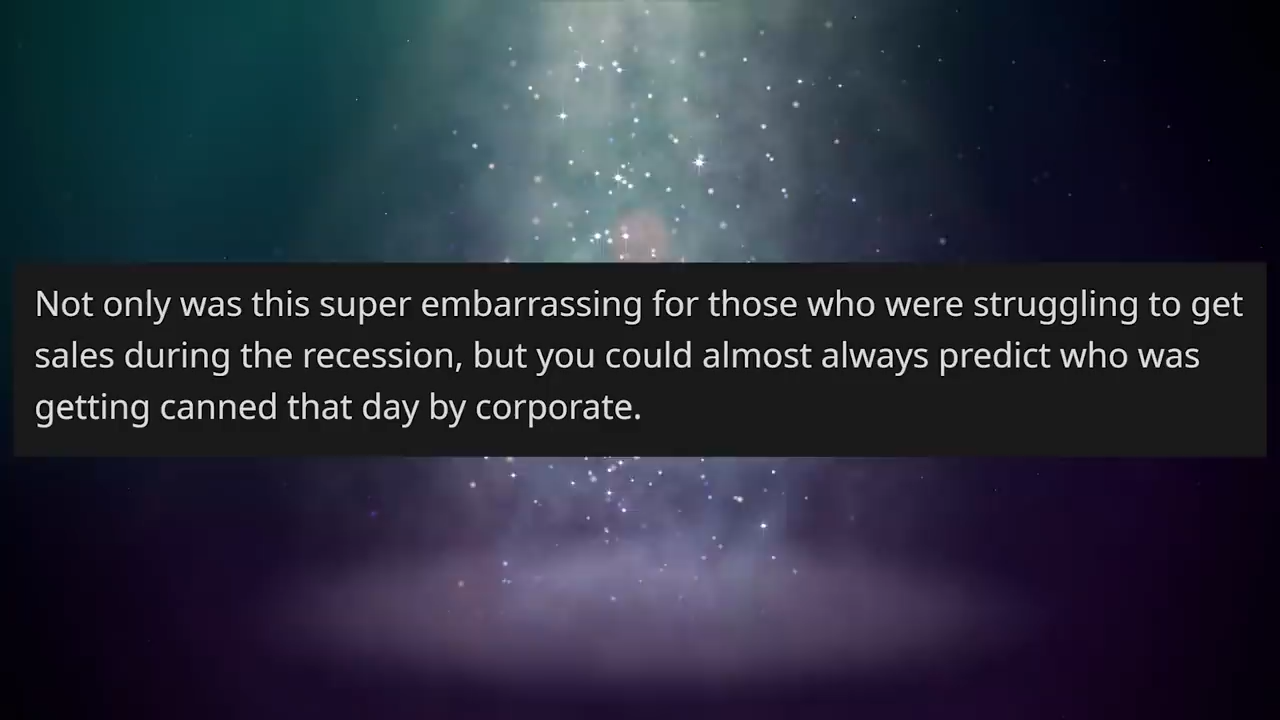 Not only was this super embarrassing for those who were struggling to get
sales during the recession, but you could almost always predict who was
getting canned that day by corporate.